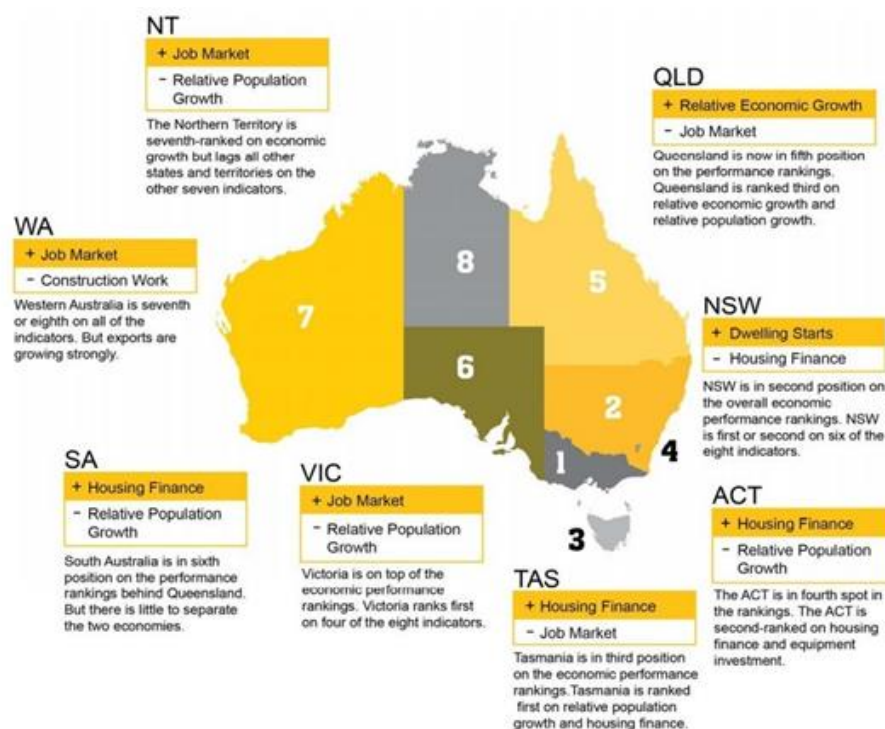 NT
+ Job Market
- Relative Population
Growth
The Northern Territory is
seventh-ranked on economic
growth but lags all other
states and territories on the
other seven indicators.
QLD
+ Relative Economic Growth
- Job Market
Queensland is now in fifth position
on the performance rankings.
Queensland is ranked third on
relative economic growth and
relative population growth.
WA
+ Job Market
- Construction Work
Western Australia is seventh
or eighth on all of the
indicators. But exports are
growing strongly.
7
8
5
6
2
1
4
3
NSW
+ Dwelling Starts
- Housing Finance
NSW is in second position on
the overall economic
performance rankings. NSW
is first or second on six of the
eight indicators.
SA
+ Housing Finance
- Relative Population
Growth
South Australia is in sixth
position on the performance
rankings behind Queensland.
But there is little to separate
the two economies.
VIC
+ Job Market
- Relative Population
Growth
Victoria is on top of the
economic performance
rankings. Victoria ranks first
on four of the eight indicators.
TAS
+ Housing Finance
- Job Market
Tasmania is in third position
on the economic performance
rankings.Tasmania is ranked
first on relative population
growth and housing finance.
ACT
+ Housing Finance
- Relative Population
Growth
The ACT is in fourth spot in
the rankings. The ACT is
second-ranked on housing
finance and equipment
investment.